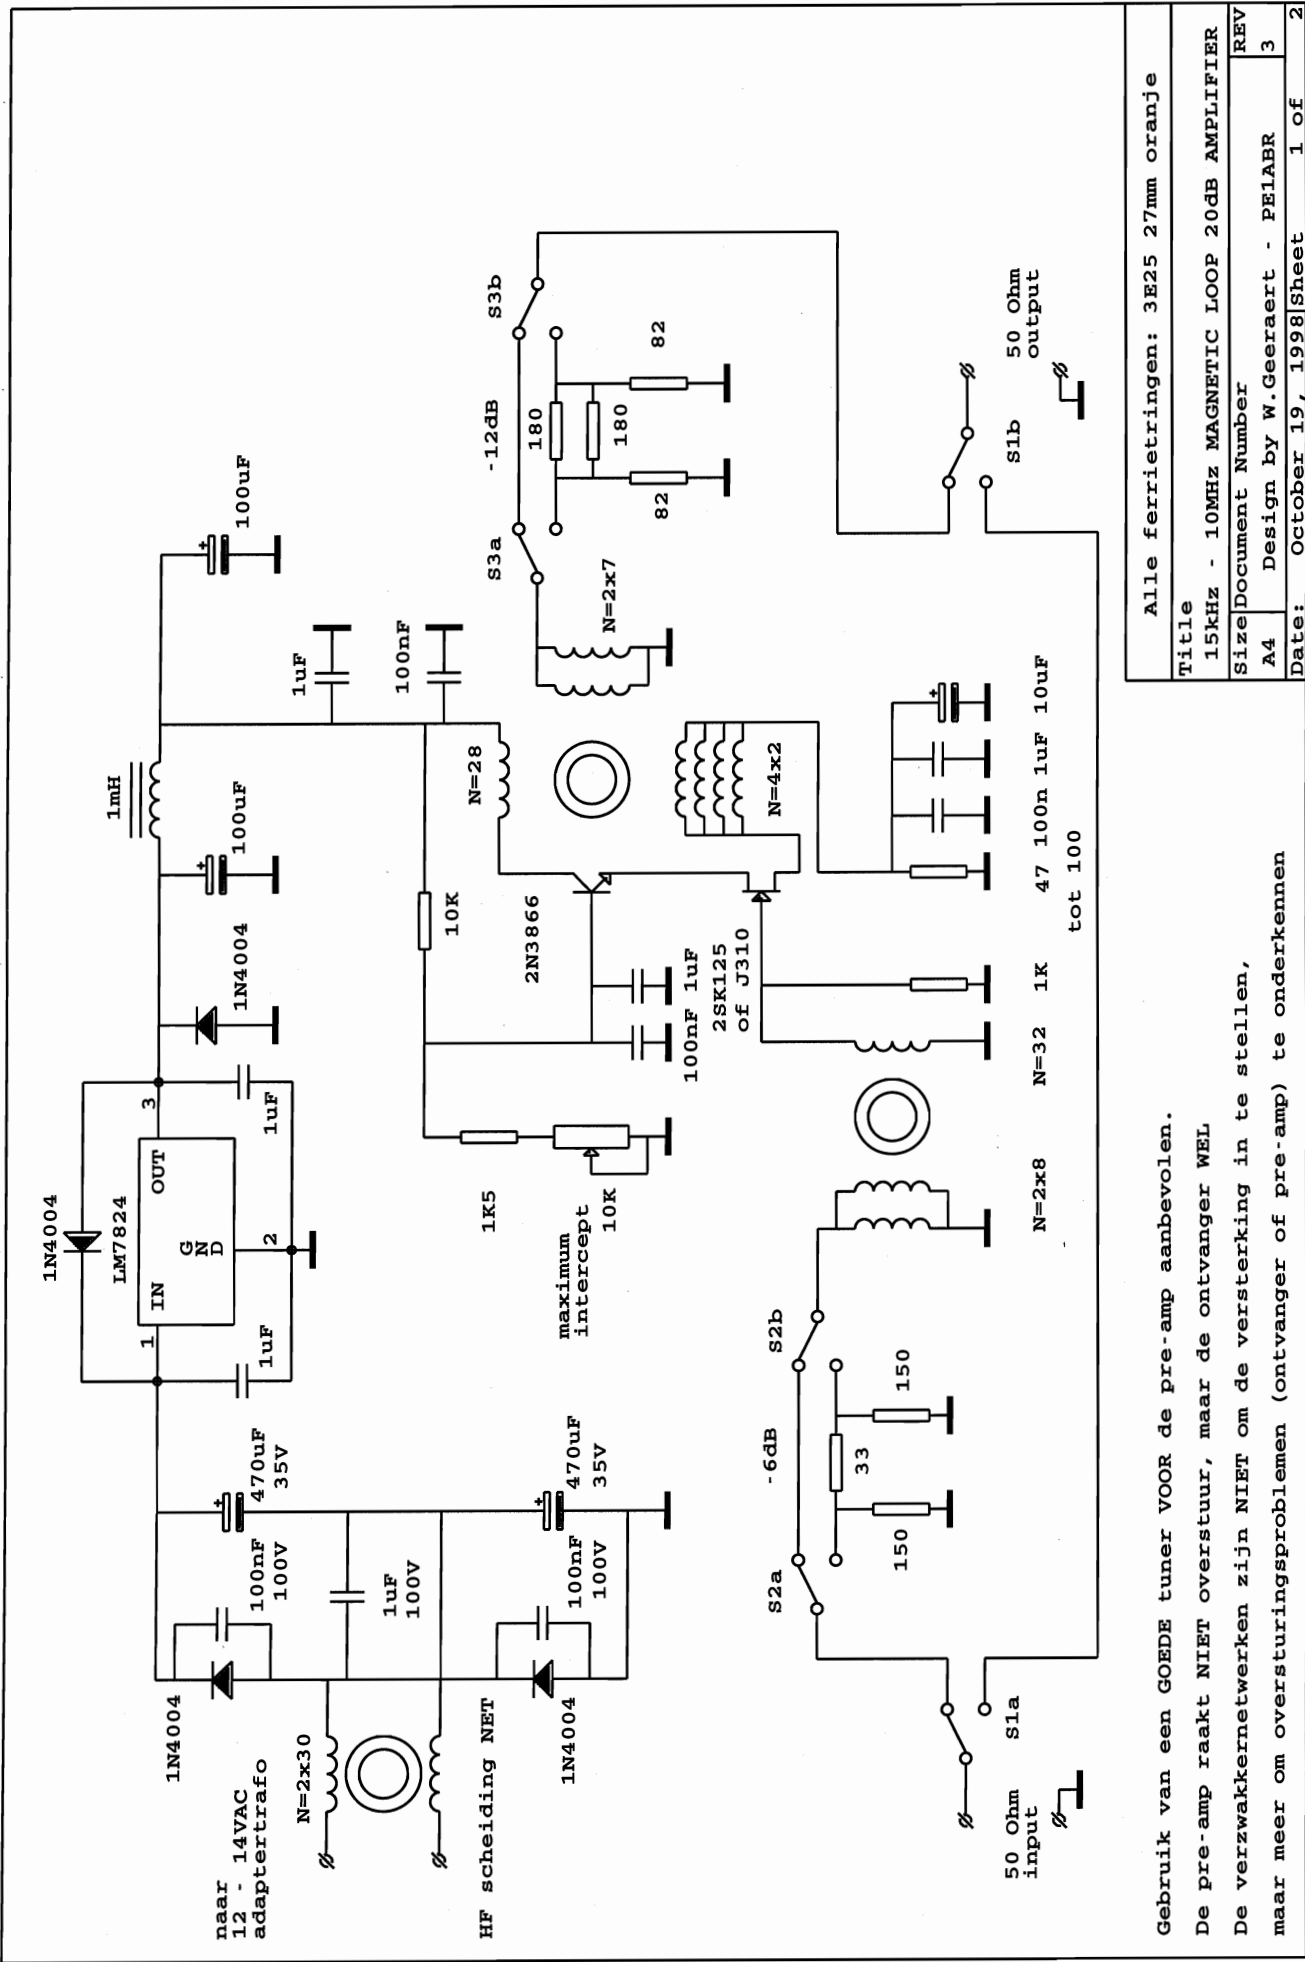 1N4004
LM7824
IN
OUT
GND
1
3
2
1uF
1uF
1N4004
1mH
100uF
100uF
naar
12 - 14VAC
adaptertrafo
1N4004
100nF
100V
470uF
35V
N=2x30
1uF
100V
HF scheiding NET
1N4004
100nF
100V
470uF
35V
maximum
intercept
10K
1K5
10K
1uF
100nF
N=28
2N3866
100nF
1uF
2SK125
of J310
N=4x2
N=2x7
S3a
-12dB
S3b
180
180
82
82
S2a
-6dB
S2b
33
150
150
N=2x8
N=32
1K
47
100n
1uF
10uF
tot 100
50 Ohm
input
S1a
S1b
50 Ohm
output
Gebruik van een GOEDE tuner VOOR de pre-amp aanbevolen.
De pre-amp raakt NIET overstuur, maar de ontvanger WEL
De verzwakkernetwerken zijn NIET om de versterking in te stellen,
maar meer om oversturingsproblemen (ontvanger of pre-amp) te onderkennen
Alle ferrietringen: 3E25 27mm oranje
Title
15kHz - 10MHz MAGNETIC LOOP 20dB AMPLIFIER
Size Document Number REV
A4 Design by W.Geeraert - PE1ABR 3
Date: October 19, 1998 Sheet 1 of 2